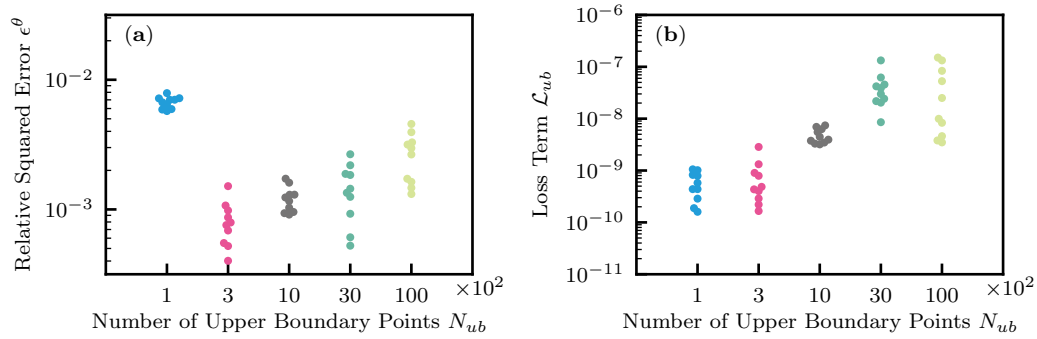 (a)
Relative Squared Error ϵ^θ
10^−2
10^−3
1 3 10 30 100
×10^2
Number of Upper Boundary Points N_ub
(b)
Loss Term ℒ_ub
10^−6
10^−7
10^−8
10^−9
10^−10
10^−11
1 3 10 30 100
×10^2
Number of Upper Boundary Points N_ub